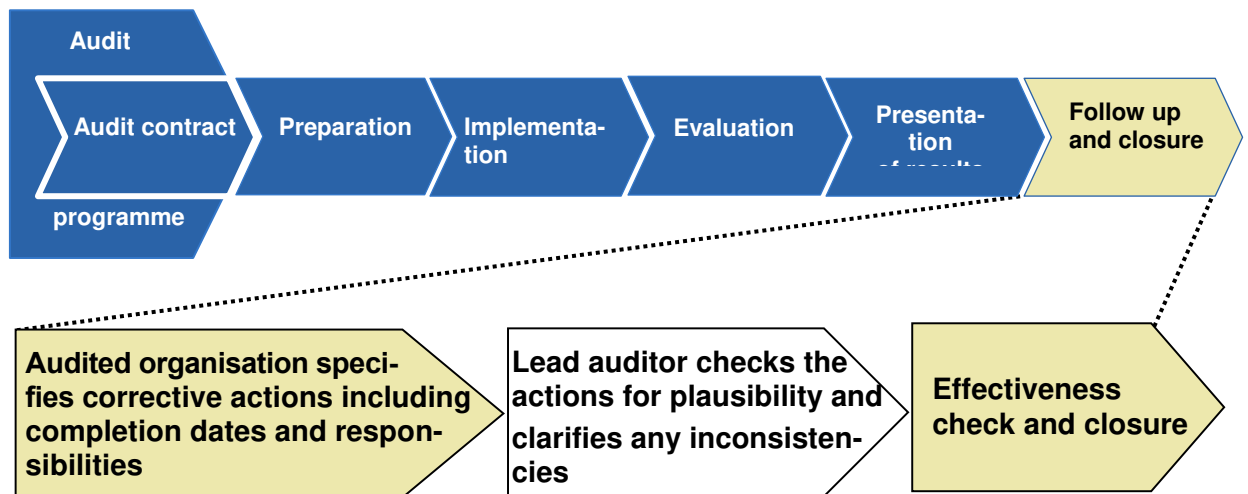 Audit
Audit contract
programme
Preparation
Implementa-
tion
Evaluation
Presenta-
tion
of results
Follow up
and closure
Audited organisation speci-
fies corrective actions including
completion dates and respon-
sibilities
Lead auditor checks the
actions for plausibility and
clarifies any inconsisten-
cies
Effectiveness
check and closure